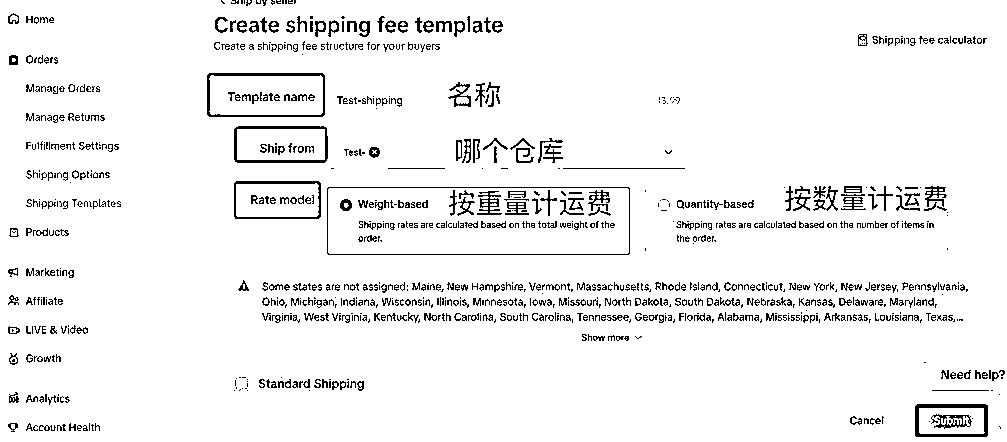 Ship by seller
Home
Create shipping fee template
Create a shipping fee structure for your buyers
Shipping fee calculator
Orders
Manage Orders
Template name
Test-shipping
名称
13/99
Manage Returns
Fulfillment Settings
Ship from
Test-
哪个仓库
Shipping Options
Shipping Templates
Rate model
Weight-based
按重量计运费
Shipping rates are calculated based on the total weight of the
order.
Quantity-based
按数量计运费
Shipping rates are calculated based on the number of items in
the order.
Products
Marketing
Some states are not assigned: Maine, New Hampshire, Vermont, Massachusetts, Rhode Island, Connecticut, New York, New Jersey, Pennsylvania,
Ohio, Michigan, Indiana, Wisconsin, Illinois, Minnesota, Iowa, Missouri, North Dakota, South Dakota, Nebraska, Kansas, Delaware, Maryland,
Virginia, West Virginia, Kentucky, North Carolina, South Carolina, Tennessee, Georgia, Florida, Alabama, Mississippi, Arkansas, Louisiana, Texas,...
Show more
Affiliate
LIVE & Video
Growth
Standard Shipping
Need help?
Analytics
Account Health
Cancel
Submit